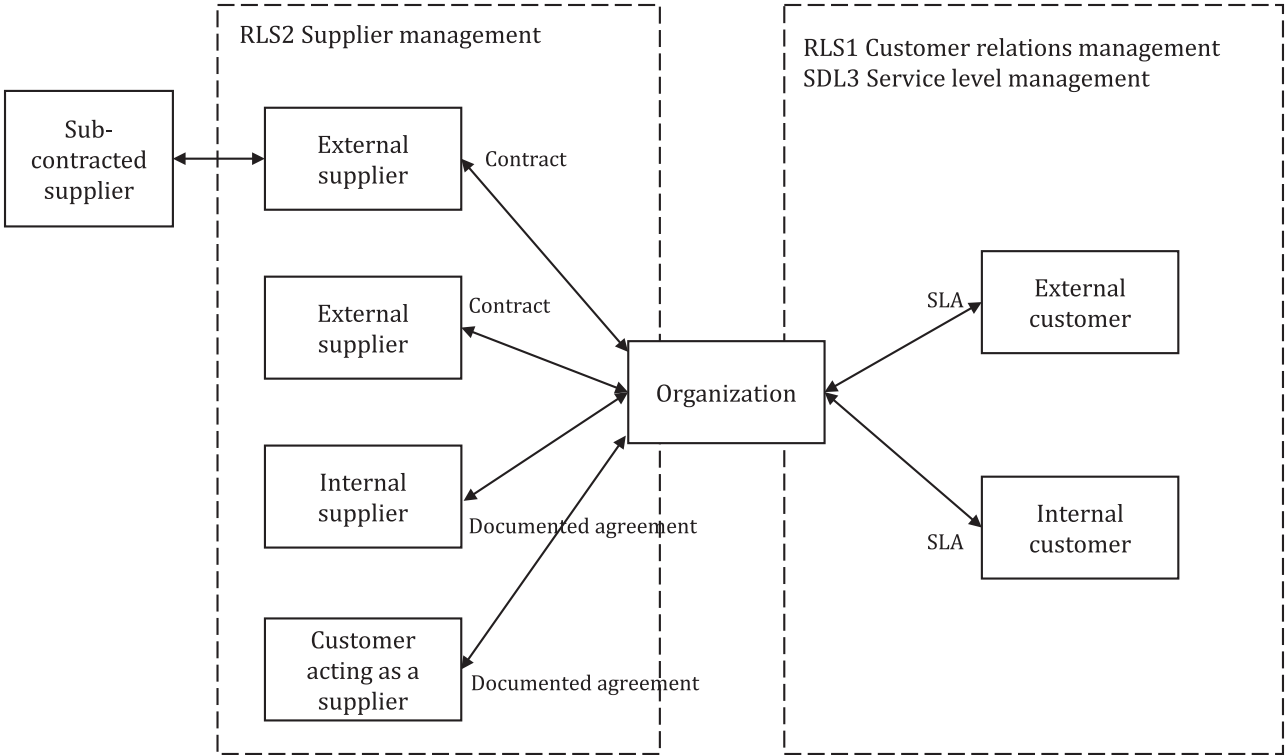 RLS2 Supplier management
RLS1 Customer relations management
SDL3 Service level management
Sub-
contracted
supplier
External
supplier
Contract
External
supplier
Contract
Internal
supplier
Documented agreement
Customer
acting as a
supplier
Documented agreement
Organization
SLA
External
customer
SLA
Internal
customer